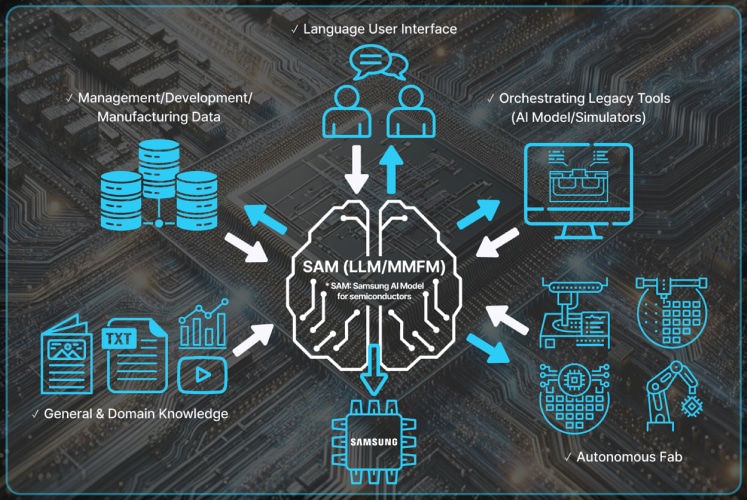 ✓ Language User Interface
✓ Management/Development/
Manufacturing Data
✓ Orchestrating Legacy Tools
(AI Model/Simulators)
SAM (LLM/MMFM)
* SAM: Samsung AI Model
for semiconductors
TXT
✓ General & Domain Knowledge
SAMSUNG
✓ Autonomous Fab